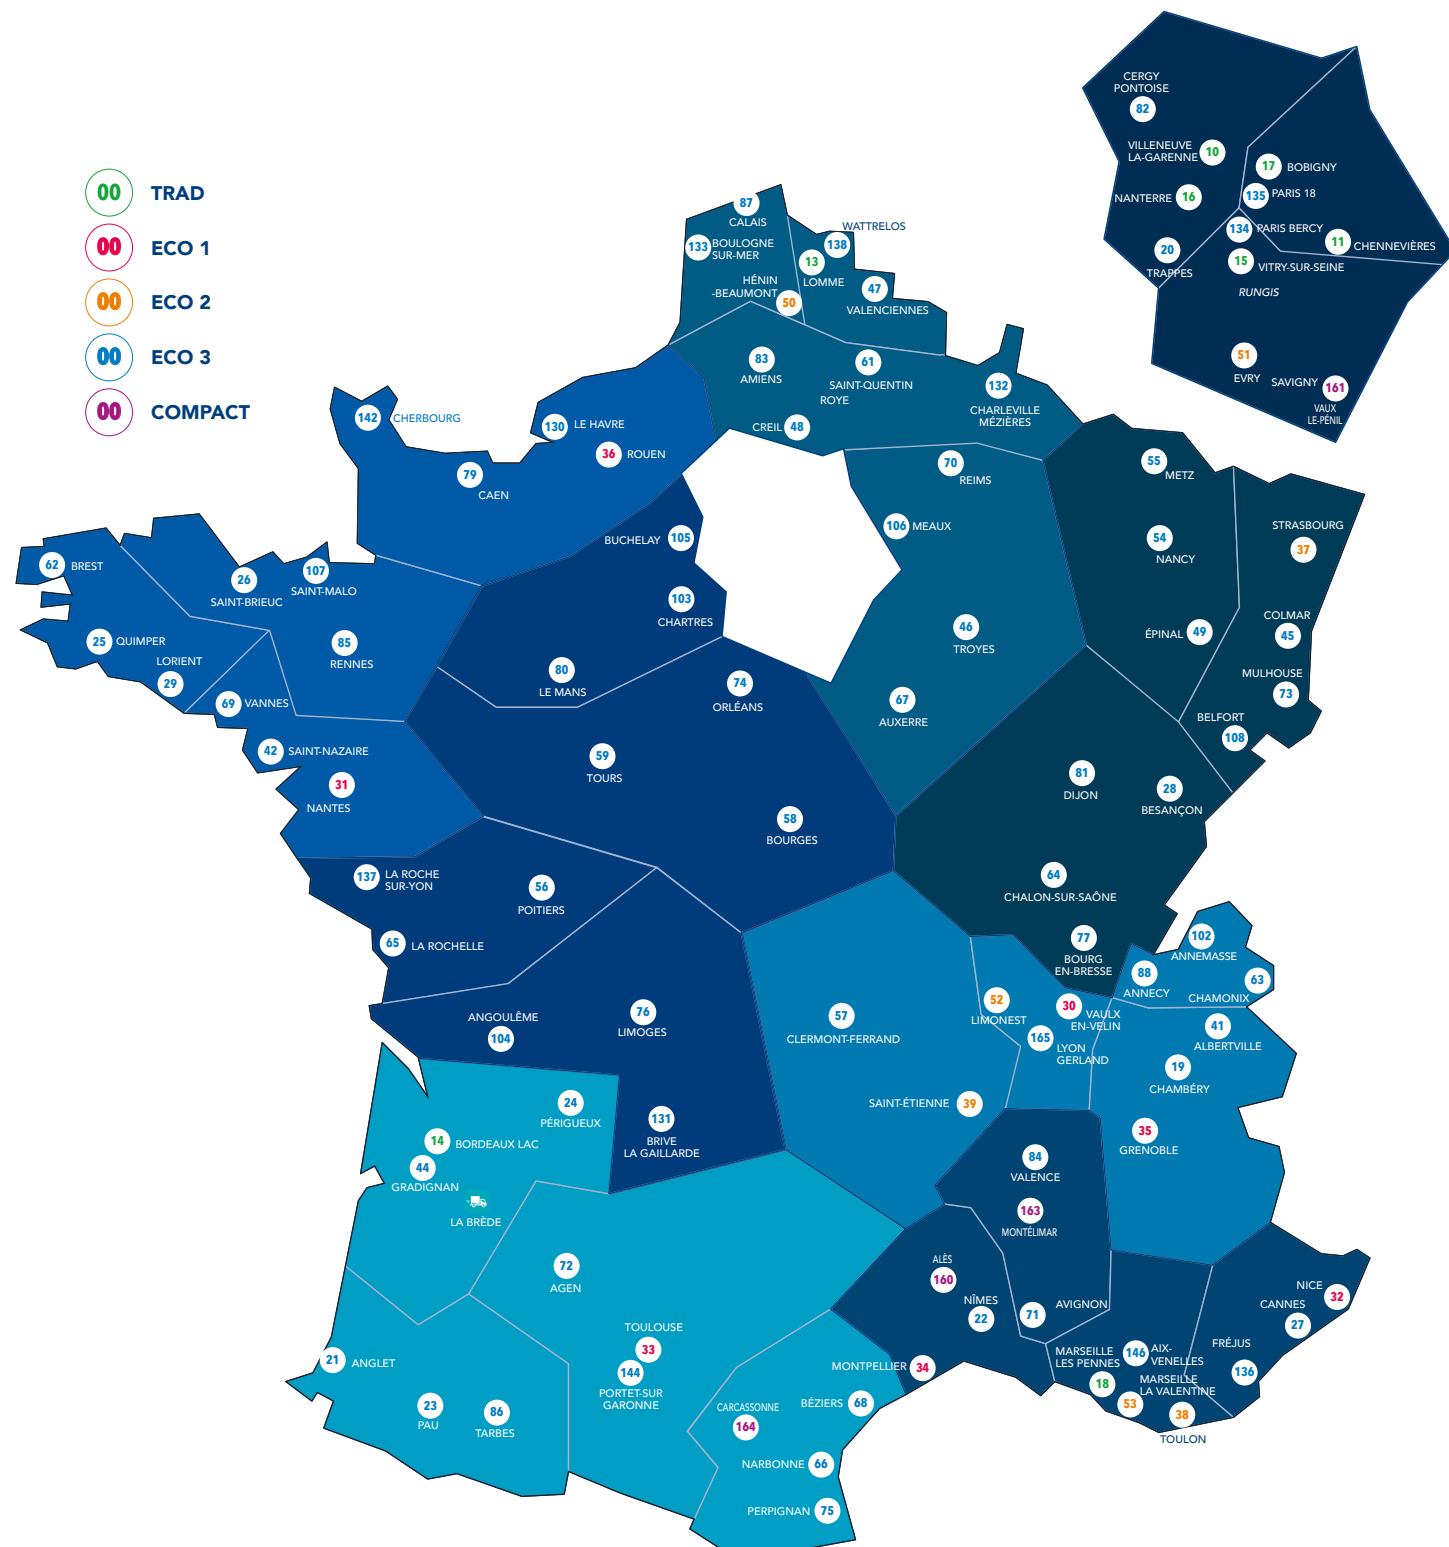 00 TRAD
00 ECO 1
00 ECO 2
00 ECO 3
00 COMPACT
CERGY
PONTOISE
82
VILLENEUVE
LA-GARENNE
10
17
BOBIGNY
NANTERRE
16
135
PARIS 18
134
PARIS BERCY
11
CHENNEVIÈRES
20
TRAPPES
15
VITRY-SUR-SEINE
RUNGIS
51
EVRY
SAVIGNY
161
VAUX
LE-PÉNIL
87
CALAIS
133
BOULOGNE
SUR-MER
WATTRELOS
138
13
LOMME
HÉNIN
-BEAUMONT
50
47
VALENCIENNES
83
AMIENS
61
SAINT-QUENTIN
ROYE
132
CHARLEVILLE
MÉZIÈRES
CREIL
48
142
CHERBOURG
130
LE HAVRE
36
ROUEN
79
CAEN
70
REIMS
55
METZ
106
MEAUX
54
NANCY
STRASBOURG
37
BUCHELAY
105
103
CHARTRES
62
BREST
26
SAINT-BRIEUC
107
SAINT-MALO
25
QUIMPER
LORIENT
29
85
RENNES
46
TROYES
ÉPINAL
49
COLMAR
45
MULHOUSE
73
BELFORT
108
80
LE MANS
74
ORLÉANS
67
AUXERRE
69
VANNES
42
SAINT-NAZAIRE
31
NANTES
59
TOURS
58
BOURGES
81
DIJON
28
BESANÇON
137
LA ROCHE
SUR-YON
56
POITIERS
64
CHALON-SUR-SAÔNE
65
LA ROCHELLE
77
BOURG
EN-BRESSE
102
ANNEMASSE
88
ANNECY
63
CHAMONIX
ANGOULÊME
104
76
LIMOGES
57
CLERMONT-FERRAND
52
LIMONEST
30
VAULX
EN-VELIN
165
LYON
GERLAND
41
ALBERTVILLE
19
CHAMBÉRY
SAINT-ÉTIENNE
39
24
PÉRIGUEUX
131
BRIVE
LA GAILLARDE
14
BORDEAUX LAC
44
GRADIGNAN
LA BRÈDE
35
GRENOBLE
84
VALENCE
163
MONTÉLIMAR
72
AGEN
ALÈS
160
NÎMES
22
71
AVIGNON
NICE
32
CANNES
27
FRÉJUS
136
TOULOUSE
33
144
PORTET-SUR
GARONNE
MONTPELLIER
34
MARSEILLE
LES PENNES
18
146
AIX-
VENELLES
MARSEILLE
LA VALENTINE
53
38
TOULON
21
ANGLET
23
PAU
86
TARBES
CARCASSONNE
164
BÉZIERS
68
NARBONNE
66
PERPIGNAN
75